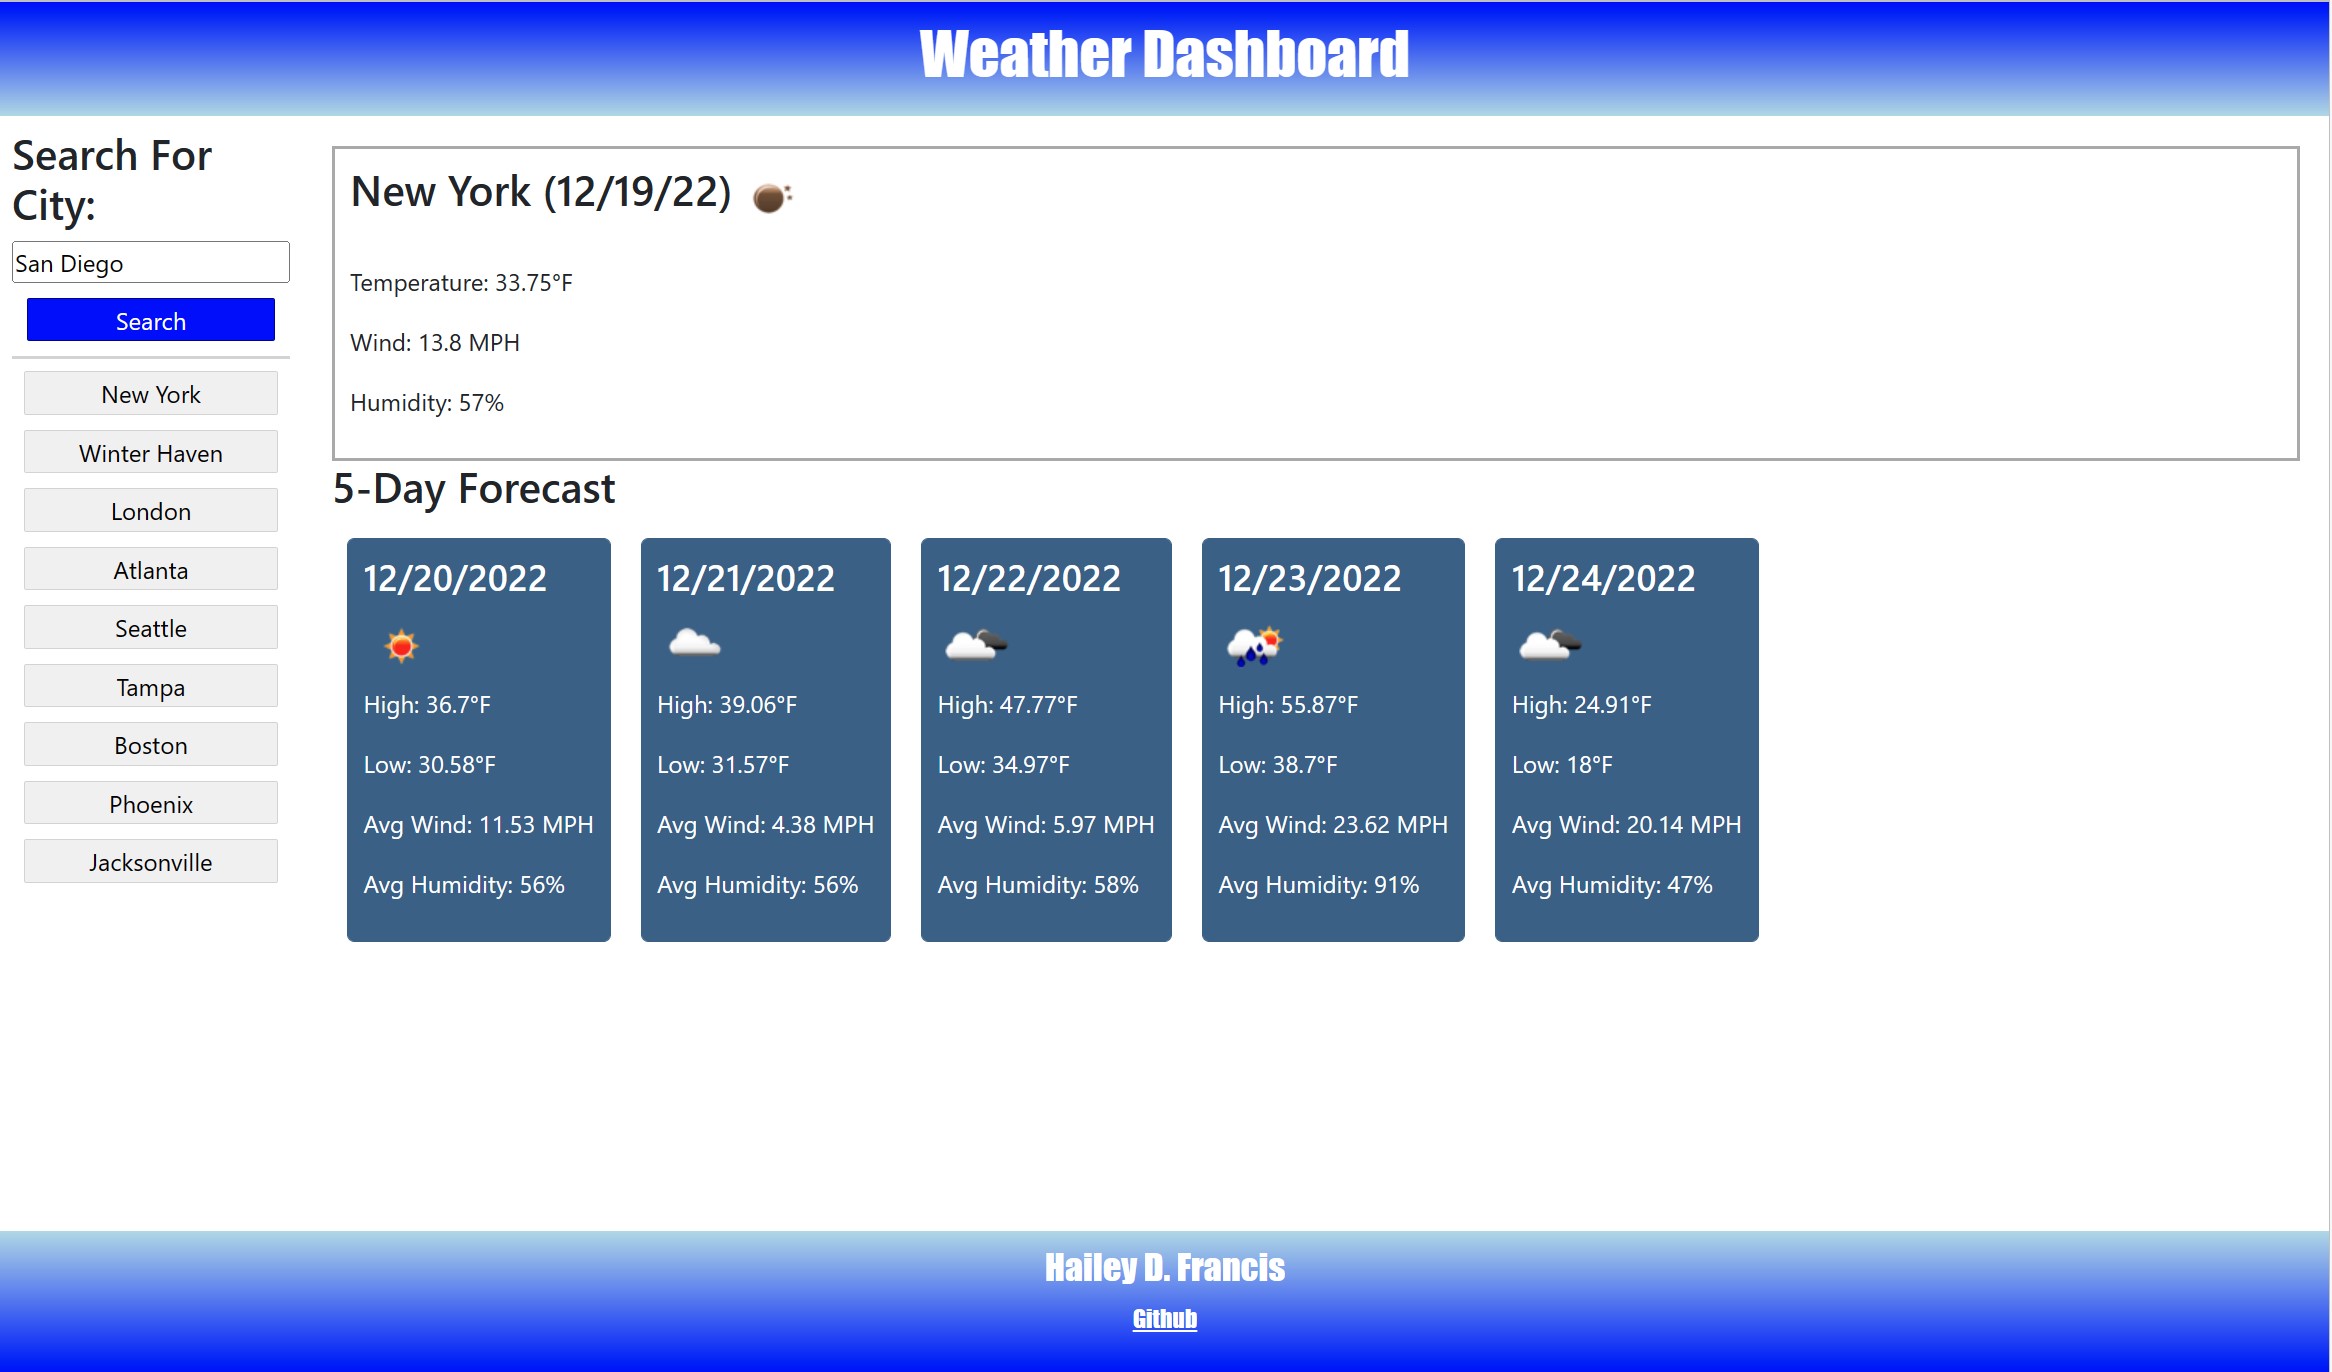 Weather Dashboard
Search For
City:
San Diego
Search
New York
Winter Haven
London
Atlanta
Seattle
Tampa
Boston
Phoenix
Jacksonville
New York (12/19/22)
Temperature: 33.75°F
Wind: 13.8 MPH
Humidity: 57%
5-Day Forecast
12/20/2022
High: 36.7°F
Low: 30.58°F
Avg Wind: 11.53 MPH
Avg Humidity: 56%
12/21/2022
High: 39.06°F
Low: 31.57°F
Avg Wind: 4.38 MPH
Avg Humidity: 56%
12/22/2022
High: 47.77°F
Low: 34.97°F
Avg Wind: 5.97 MPH
Avg Humidity: 58%
12/23/2022
High: 55.87°F
Low: 38.7°F
Avg Wind: 23.62 MPH
Avg Humidity: 91%
12/24/2022
High: 24.91°F
Low: 18°F
Avg Wind: 20.14 MPH
Avg Humidity: 47%
Hailey D. Francis
Github